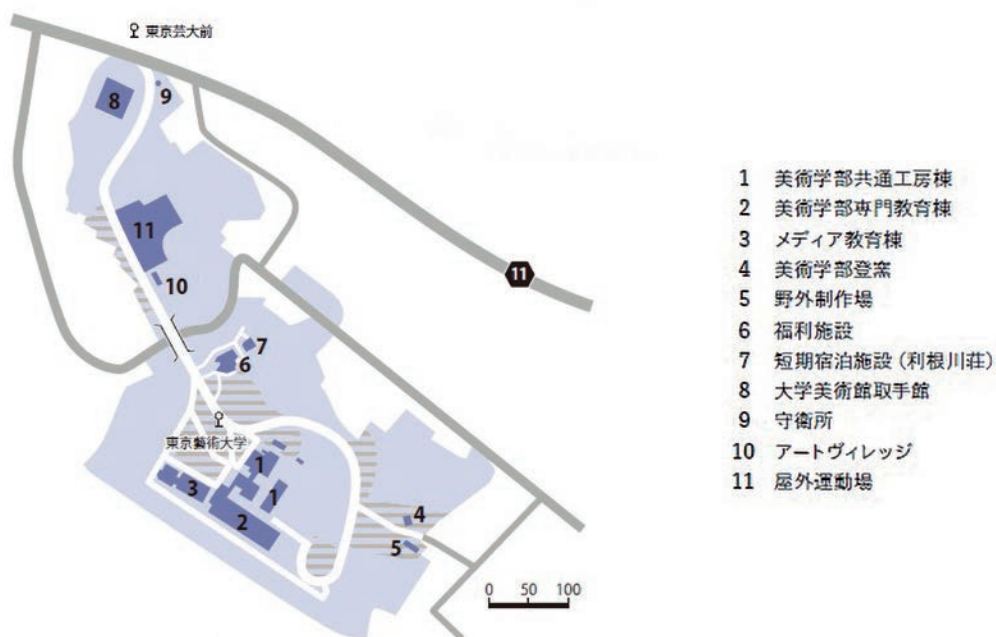 東京芸大前
8
9
11
11
10
7
6
東京藝術大学
1
3
1
2
4
5
0 50 100
1 美術学部共通工房棟
2 美術学部専門教育棟
3 メディア教育棟
4 美術学部登窯
5 野外制作場
6 福利施設
7 短期宿泊施設（利根川荘）
8 大学美術館取手館
9 守衛所
10 アートヴィレッジ
11 屋外運動場